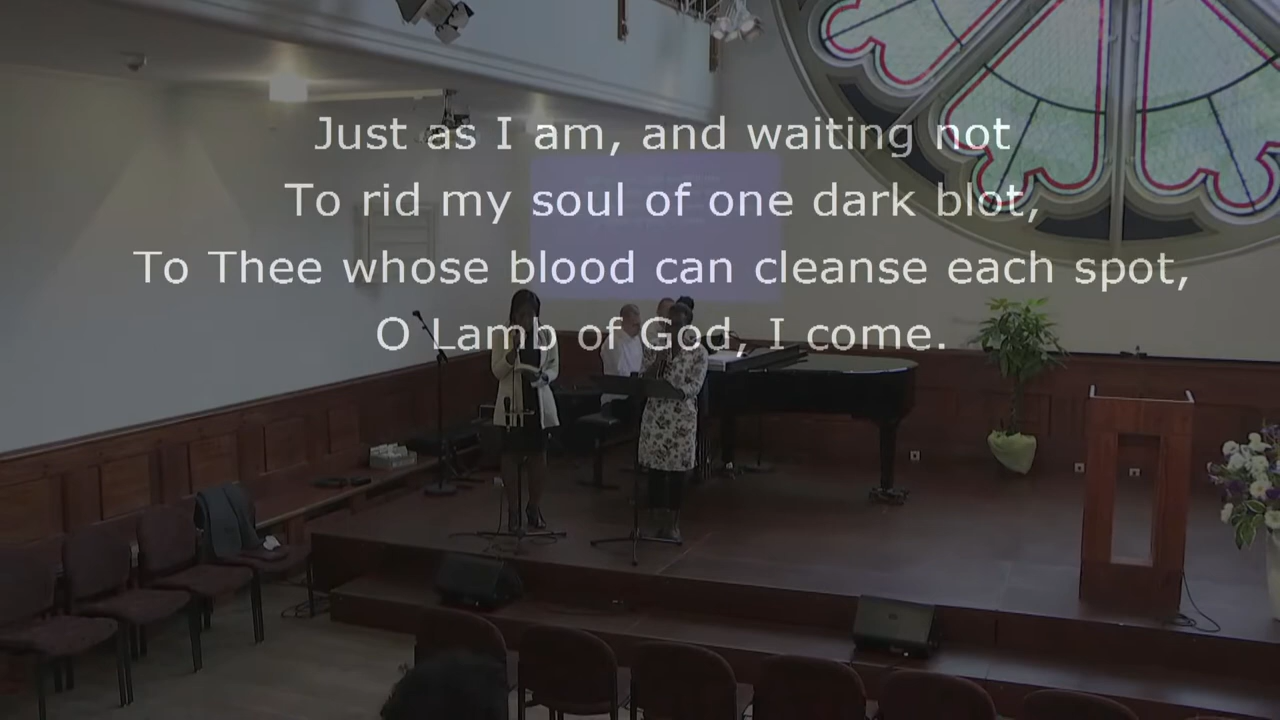 Just as I am, and waiting not
To rid my soul of one dark blot,
To Thee whose blood can cleanse each spot,
O Lamb of God, I come.